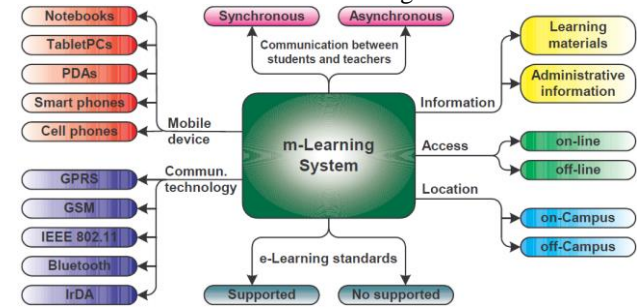 Notebooks
TabletPCs
PDAs
Smart phones
Cell phones
Mobile
device
Synchronous
Asynchronous
Communication between
students and teachers
Learning
materials
Administrative
information
Information
m-Learning
System
Access
on-line
off-line
Location
on-Campus
off-Campus
Commun.
technology
GPRS
GSM
IEEE 802.11
Bluetooth
IrDA
e-Learning standards
Supported
No supported